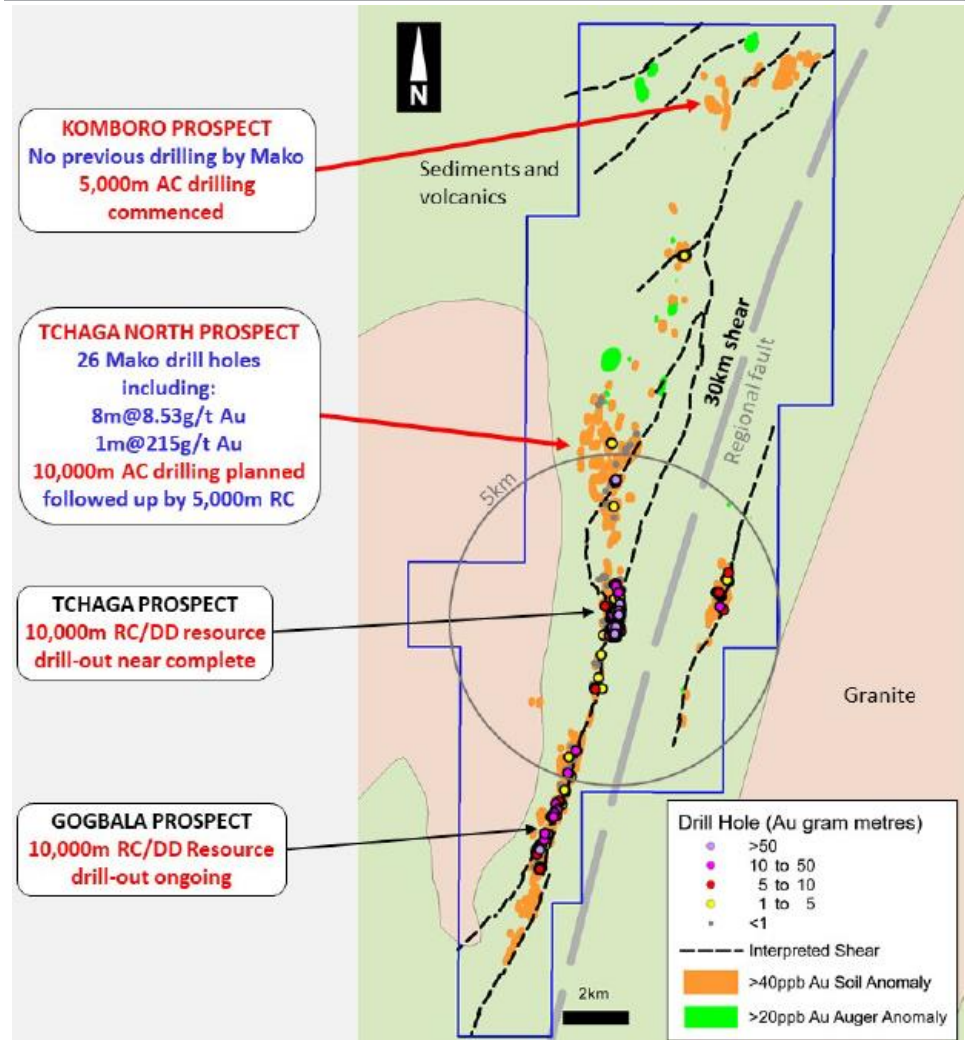 N
KOMBORO PROSPECT
No previous drilling by Mako
5,000m AC drilling
commenced
Sediments and
volcanics
TCHAGA NORTH PROSPECT
26 Mako drill holes
including:
8m@8.53g/t Au
1m@215g/t Au
10,000m AC drilling planned
followed up by 5,000m RC
30km shear
Regional fault
5km
TCHAGA PROSPECT
10,000m RC/DD resource
drill-out near complete
Granite
GOGBALA PROSPECT
10,000m RC/DD Resource
drill-out ongoing
Drill Hole (Au gram metres)
>50
10 to 50
5 to 10
1 to 5
<1
Interpreted Shear
>40ppb Au Soil Anomaly
>20ppb Au Auger Anomaly
2km